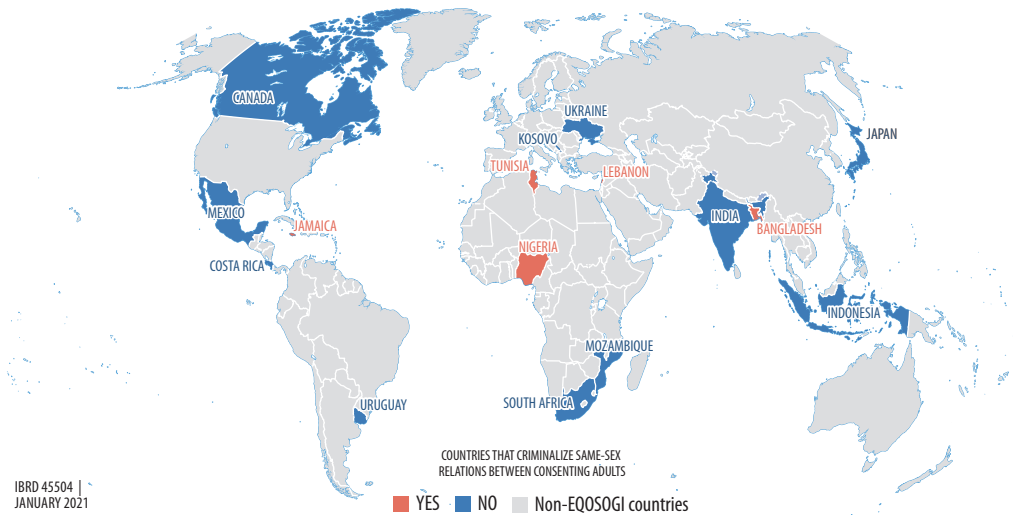 CANADA
UKRAINE
KOSOVO
JAPAN
TUNISIA
LEBANON
MEXICO
JAMAICA
INDIA
BANGLADESH
NIGERIA
COSTA RICA
INDONESIA
MOZAMBIQUE
SOUTH AFRICA
URUGUAY
COUNTRIES THAT CRIMINALIZE SAME-SEX
RELATIONS BETWEEN CONSENTING ADULTS
IBRD 45504 |
JANUARY 2021
YES NO Non-EQOSOGI countries